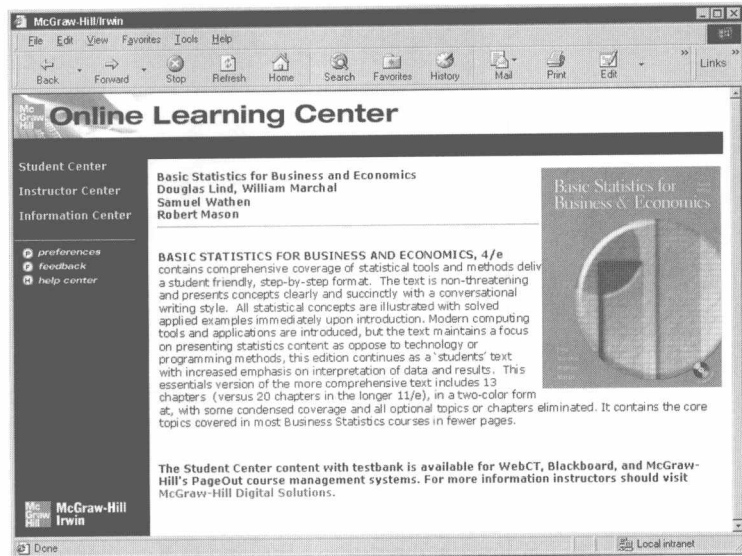 McGraw-Hill/Irwin
File Edit View Favorites Tools Help
Back Forward Stop Refresh Home Search Favorites History Mail Print Edit » Links »
Mc
Graw
Hill
Online Learning Center
Student Center
Instructor Center
Information Center
preferences
feedback
help center
Basic Statistics for Business and Economics
Douglas Lind, William Marchal
Samuel Wathen
Robert Mason
Basic Statistics for
Business & Economics
BASIC STATISTICS FOR BUSINESS AND ECONOMICS, 4/e
contains comprehensive coverage of statistical tools and methods deliv
a student friendly, step-by-step format. The text is non-threatening
and presents concepts clearly and succinctly with a conversational
writing style. All statistical concepts are illustrated with solved
applied examples immediately upon introduction. Modern computing
tools and applications are introduced, but the text maintains a focus
on presenting statistics content as oppose to technology or
programming methods, this edition continues as a 'students' text
with increased emphasis on interpretation of data and results. This
essentials version of the more comprehensive text includes 13
chapters (versus 20 chapters in the longer 11/e), in a two-color form
at, with some condensed coverage and all optional topics or chapters eliminated. It contains the core
topics covered in most Business Statistics courses in fewer pages.
The Student Center content with testbank is available for WebCT, Blackboard, and McGraw-
Hill's PageOut course management systems. For more information instructors should visit
McGraw-Hill Digital Solutions.
Mc
Graw
Hill
McGraw-Hill
Irwin
Done
Local intranet